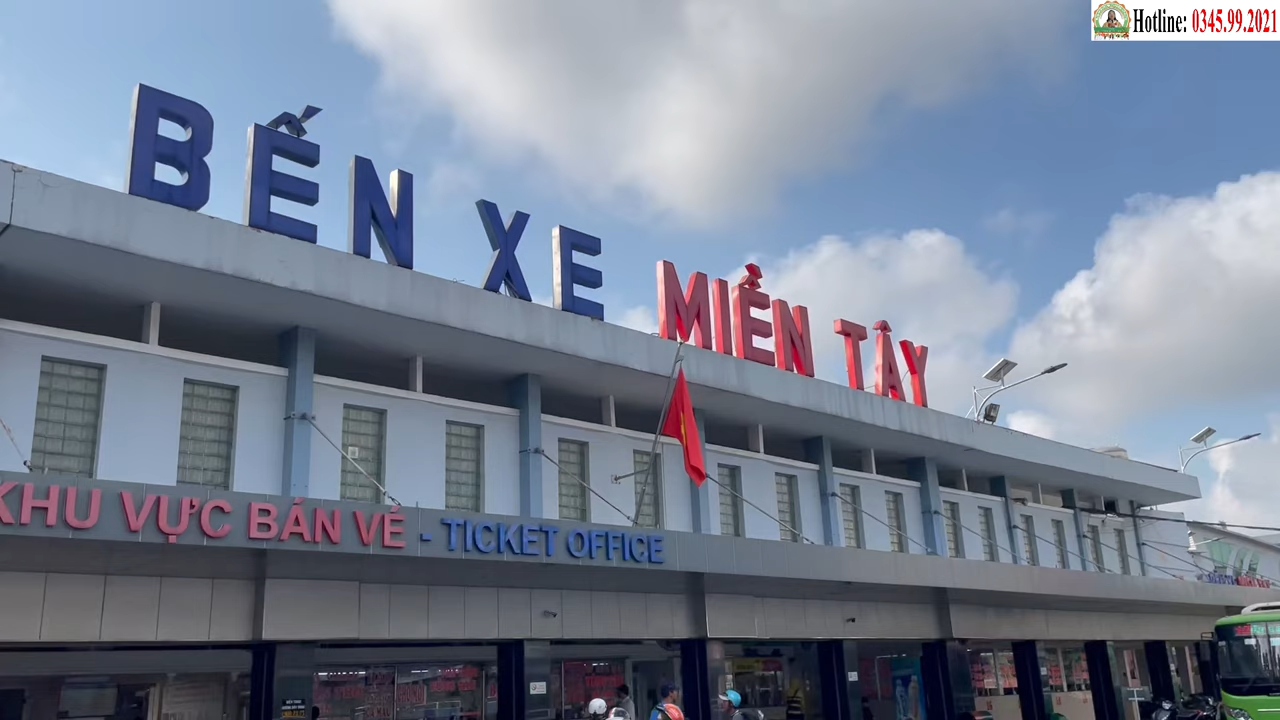 Hotline: 0345.99.2021
BẾN XE MIỀN TÂY
KHU VỰC BÁN VÉ - TICKET OFFICE